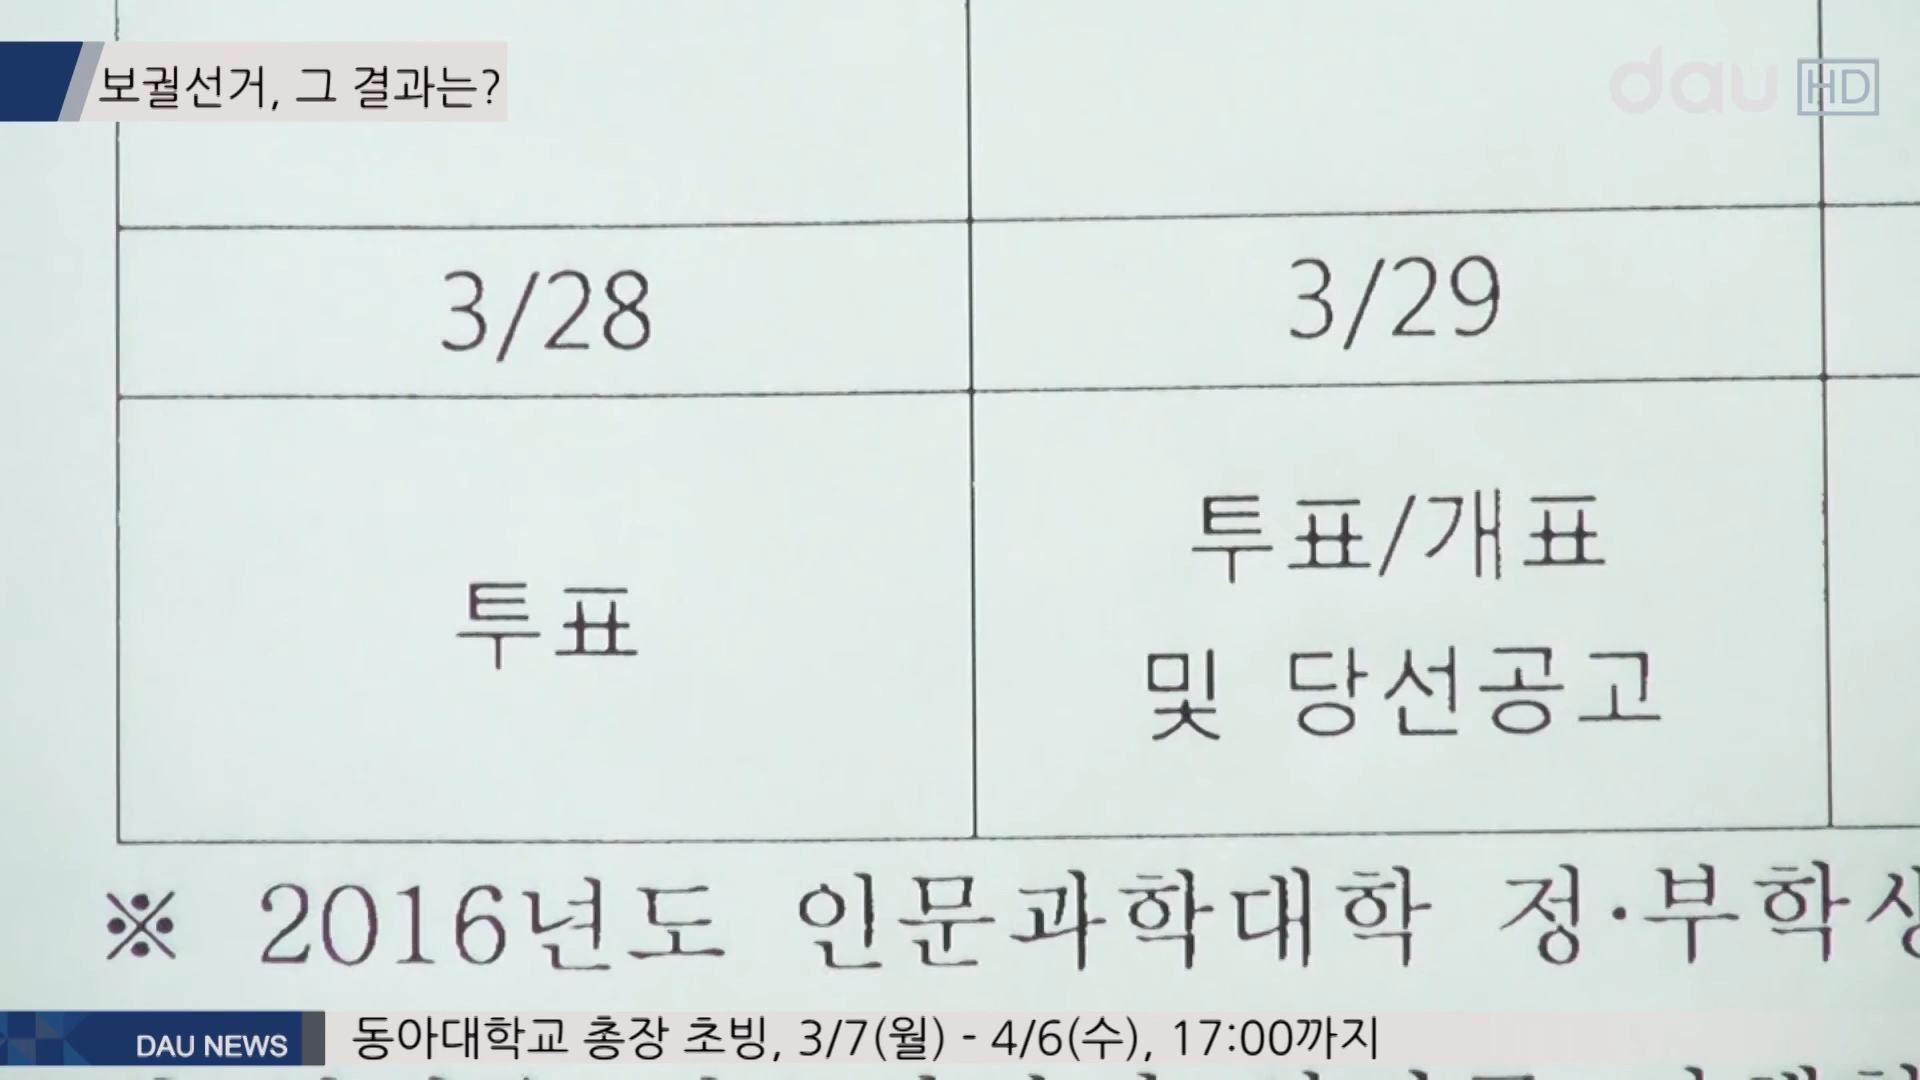 보궐선거, 그 결과는?
dau HD
3/28
3/29
투표
투표/개표
및 당선공고
※ 2016년도 인문과학대학 정·부학생
DAU NEWS
동아대학교 총장 초빙, 3/7(월) - 4/6(수), 17:00까지